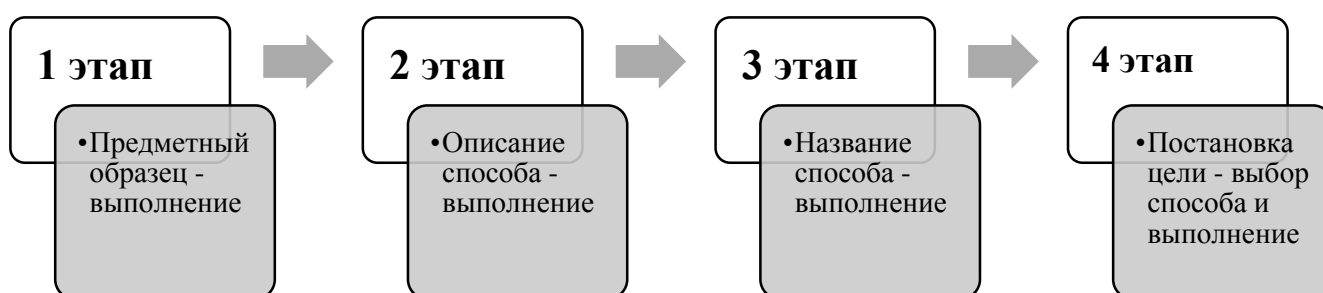 1 этап
•Предметный
образец -
выполнение
2 этап
•Описание
способа -
выполнение
3 этап
•Название
способа -
выполнение
4 этап
•Постановка
цели - выбор
способа и
выполнение